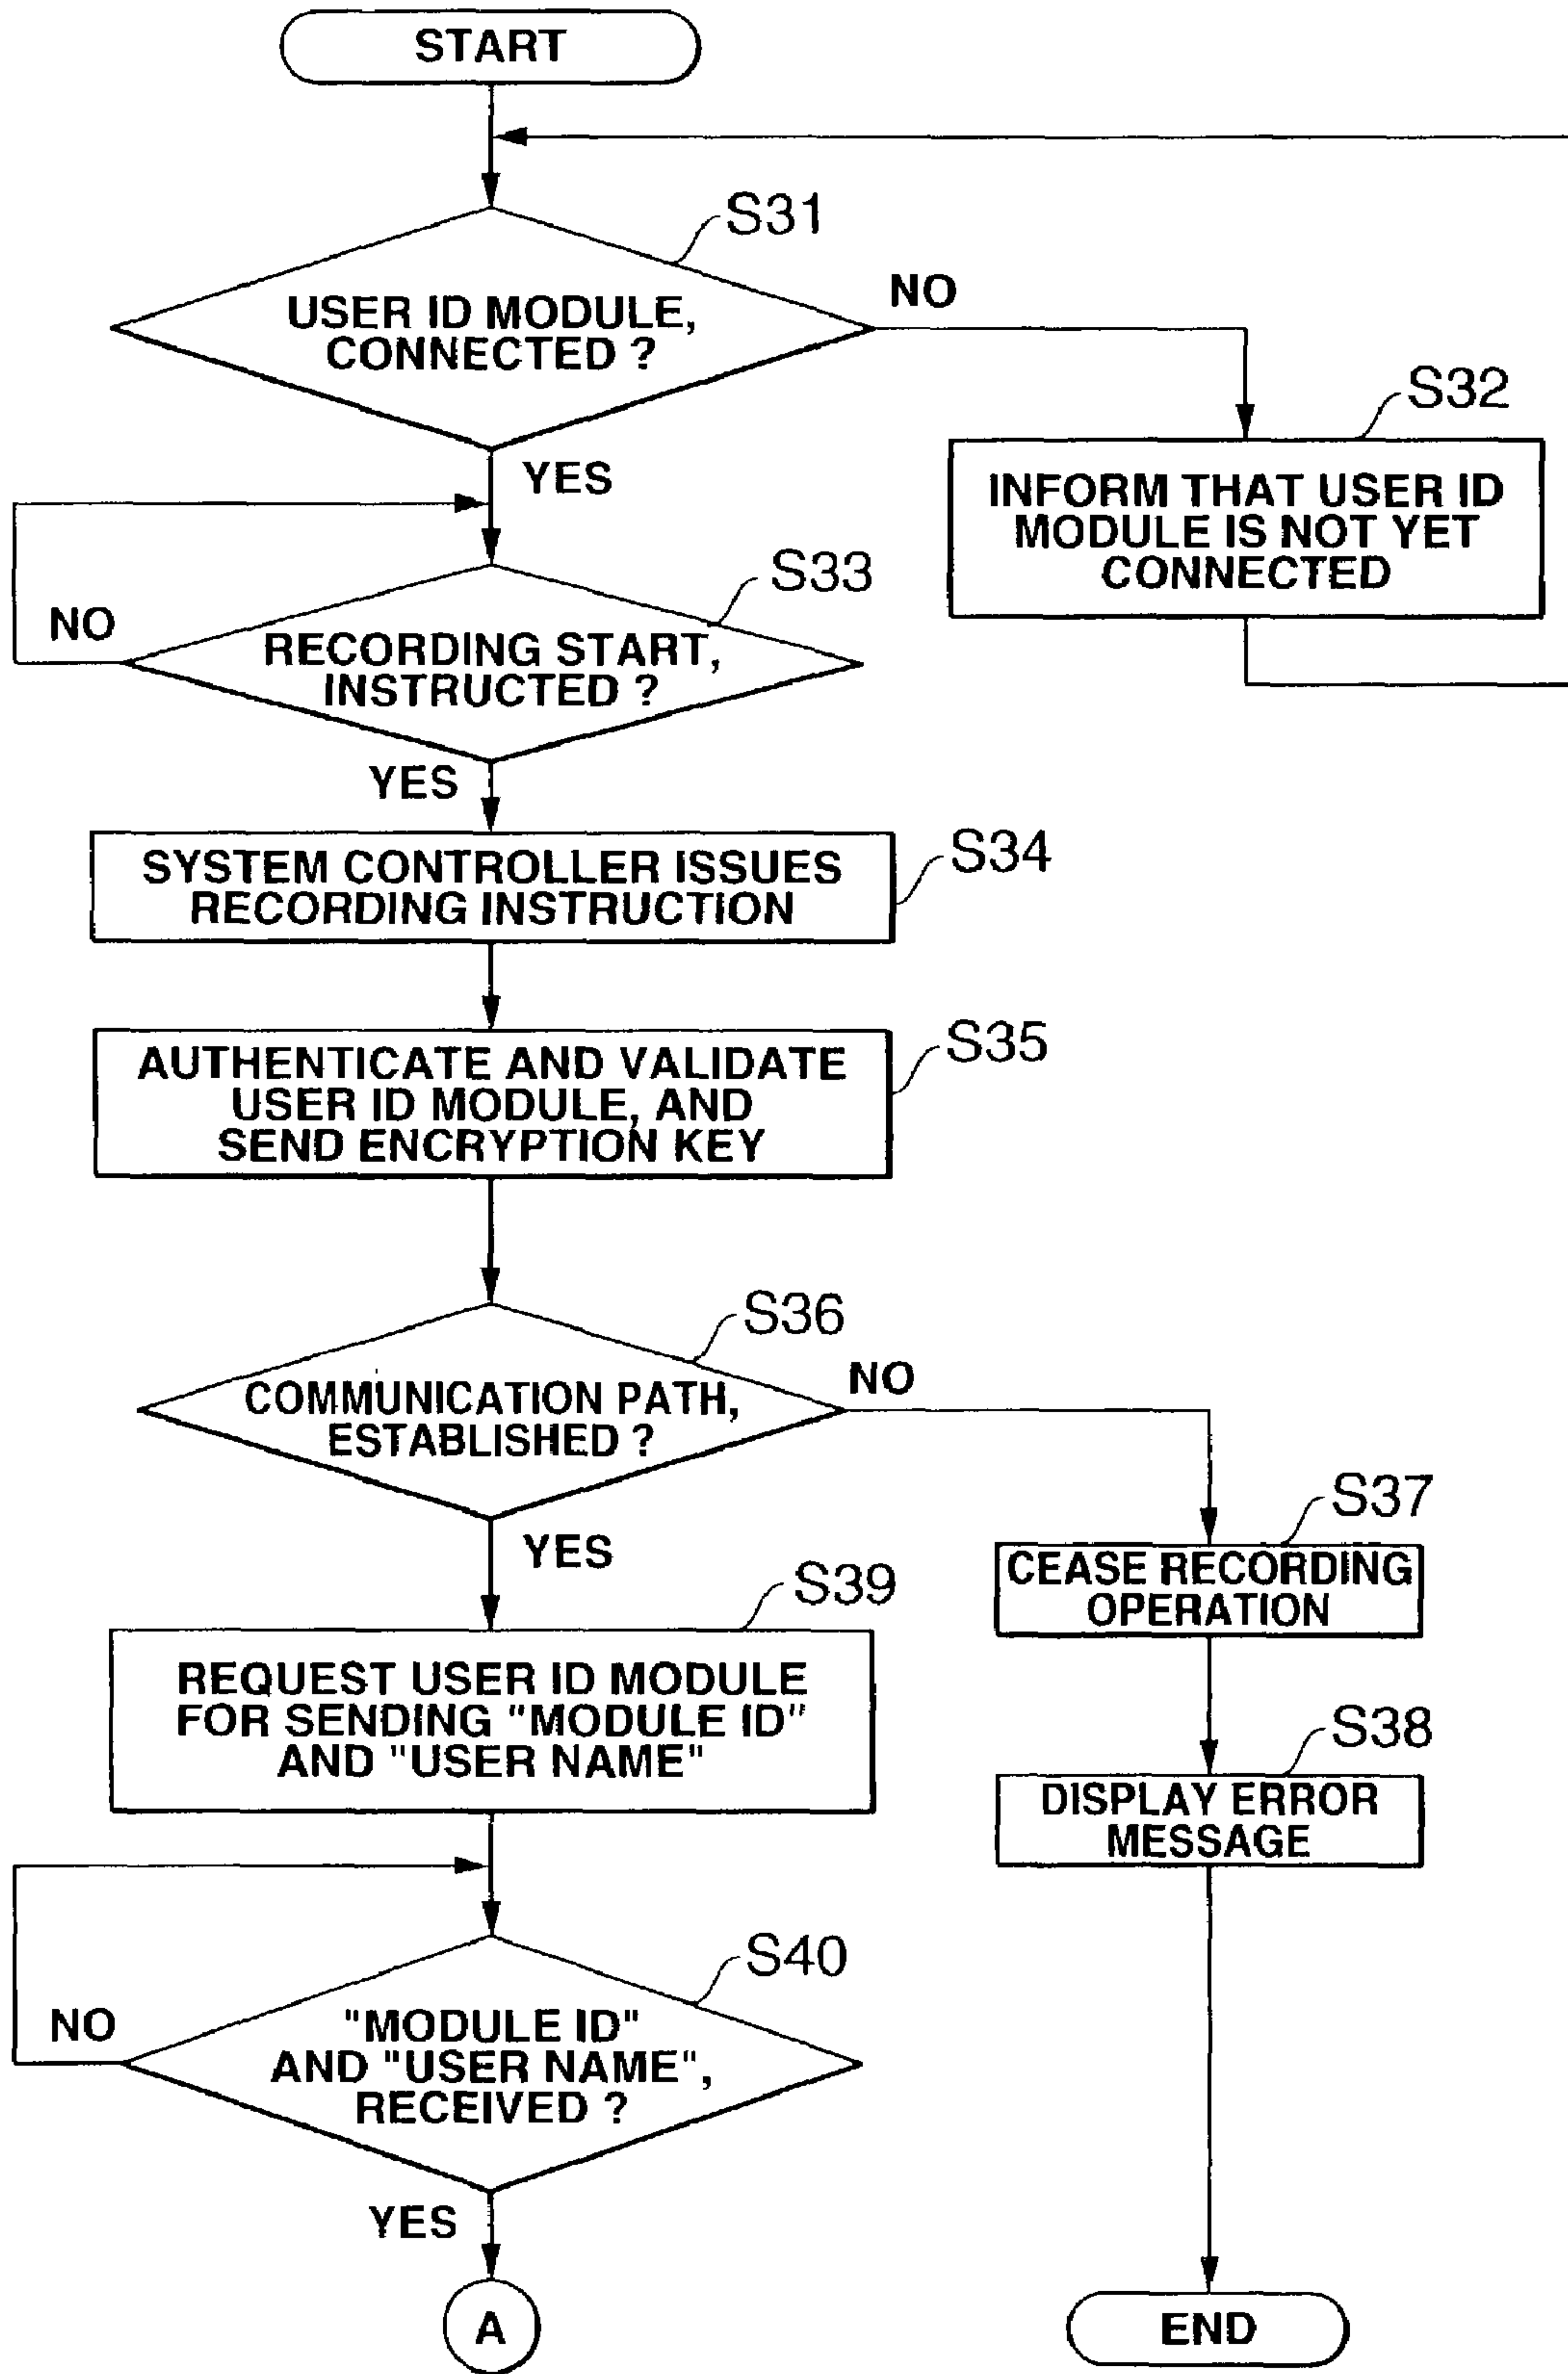 START
S31
USER ID MODULE,
CONNECTED ?
NO
YES
S32
INFORM THAT USER ID
MODULE IS NOT YET
CONNECTED
S33
NO
RECORDING START,
INSTRUCTED ?
YES
S34
SYSTEM CONTROLLER ISSUES
RECORDING INSTRUCTION
S35
AUTHENTICATE AND VALIDATE
USER ID MODULE, AND
SEND ENCRYPTION KEY
S36
COMMUNICATION PATH,
ESTABLISHED ?
NO
YES
S37
CEASE RECORDING
OPERATION
S39
REQUEST USER ID MODULE
FOR SENDING "MODULE ID"
AND "USER NAME"
S38
DISPLAY ERROR
MESSAGE
S40
NO
"MODULE ID"
AND "USER NAME",
RECEIVED ?
YES
A
END